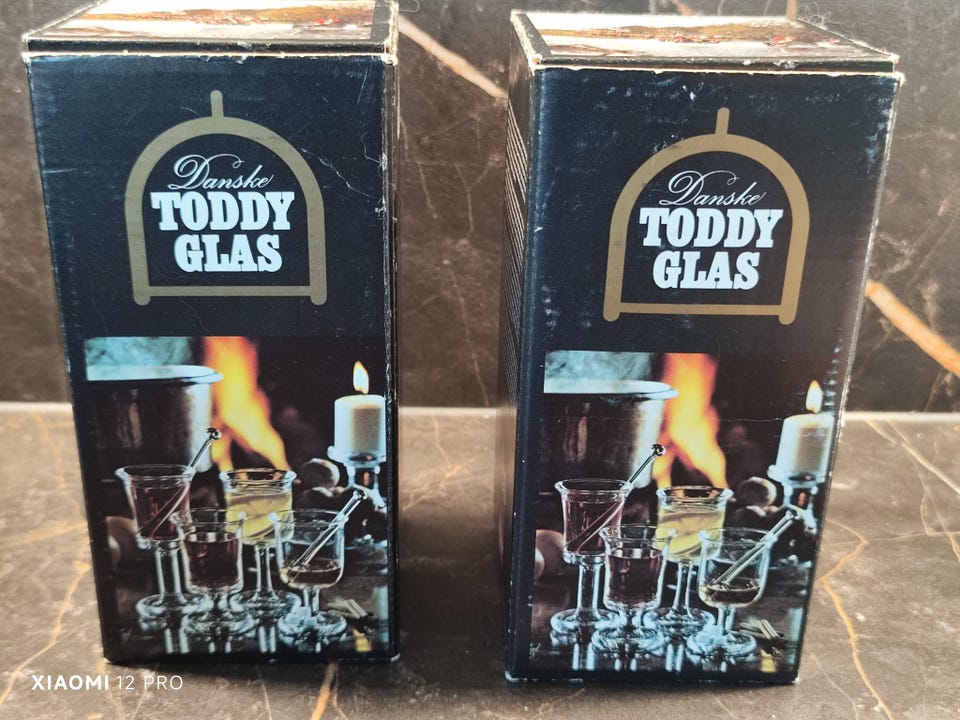 Danske
TODDY
GLAS
Danske
TODDY
GLAS
XIAOMI 12 PRO